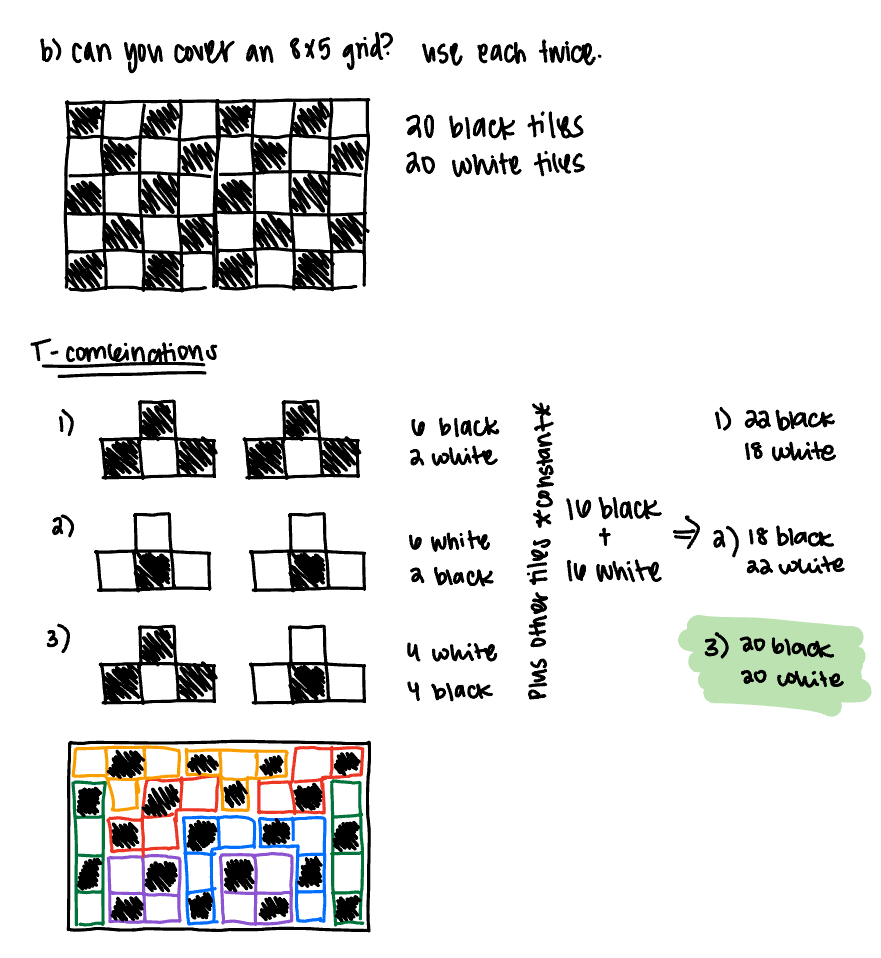 b) can you cover an 8x5 grid? use each twice.
20 black tiles
20 white tiles
T-combinations
1)
6 black
2 white
2)
6 white
2 black
3)
4 white
4 black
plus other tiles *constant*
16 black
+
16 white
⇒
1) 22 black
18 white
2) 18 black
22 white
3) 20 black
20 white